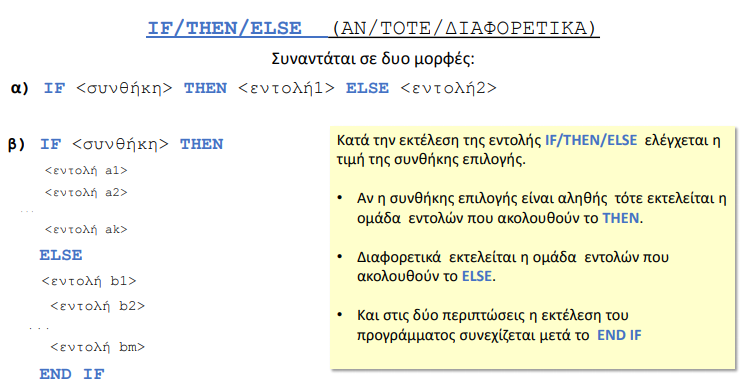 IF/THEN/ELSE (ΑΝ/ΤΟΤΕ/ΔΙΑΦΟΡΕΤΙΚΑ)
Συναντάται σε δυο μορφές:
α) IF <συνθήκη> THEN <εντολή1> ELSE <εντολή2>
β) IF <συνθήκη> THEN
<εντολή a1>
<εντολή a2>
...
<εντολή ak>
ELSE
<εντολή b1>
<εντολή b2>
...
<εντολή bm>
END IF
Κατά την εκτέλεση της εντολής IF/THEN/ELSE ελέγχεται η
τιμή της συνθήκης επιλογής.
• Αν η συνθήκης επιλογής είναι αληθής τότε εκτελείται η
ομάδα εντολών που ακολουθούν το THEN.
• Διαφορετικά εκτελείται η ομάδα εντολών που
ακολουθούν το ELSE.
• Και στις δύο περιπτώσεις η εκτέλεση του
προγράμματος συνεχίζεται μετά το END IF